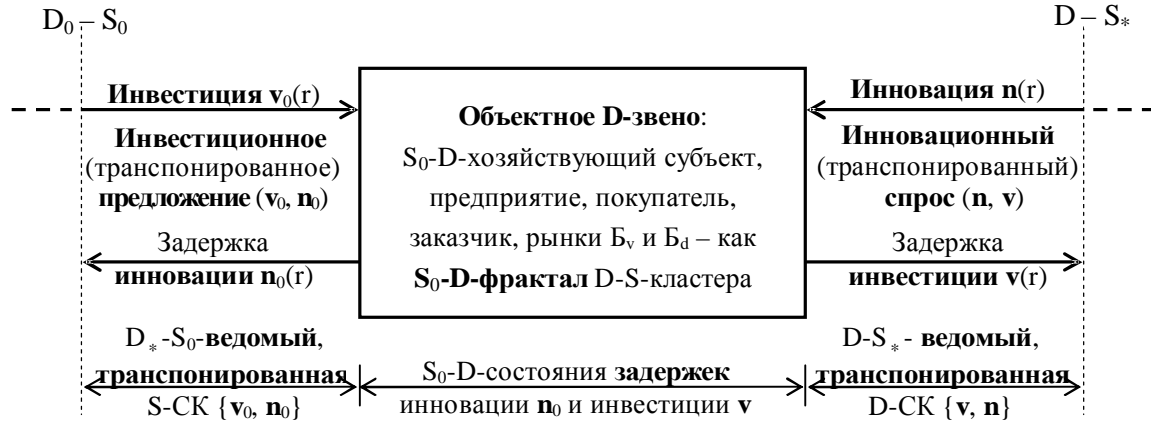 D₀ – S₀
D – S*
Инвестиция v₀(r)
Инвестиционное
(транспонированное)
предложение (v₀, n₀)
Задержка
инновации n₀(r)
Объектное D-звено:
S₀-D-хозяйствующий субъект,
предприятие, покупатель,
заказчик, рынки Бᵥ и Б_d – как
S₀-D-фрактал D-S-кластера
Инновация n(r)
Инновационный
(транспонированный)
спрос (n, v)
Задержка
инвестиции v(r)
D*-S₀-ведомый,
транспонированная
S-СК {v₀, n₀}
S₀-D-состояния задержек
инновации n₀ и инвестиции v
D-S*- ведомый,
транспонированная
D-СК {v, n}